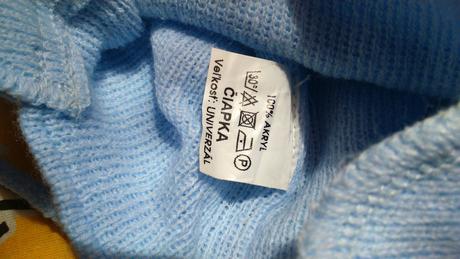 100% AKRYL
30° P
ČIAPKA
Veľkosť: UNIVERZÁL